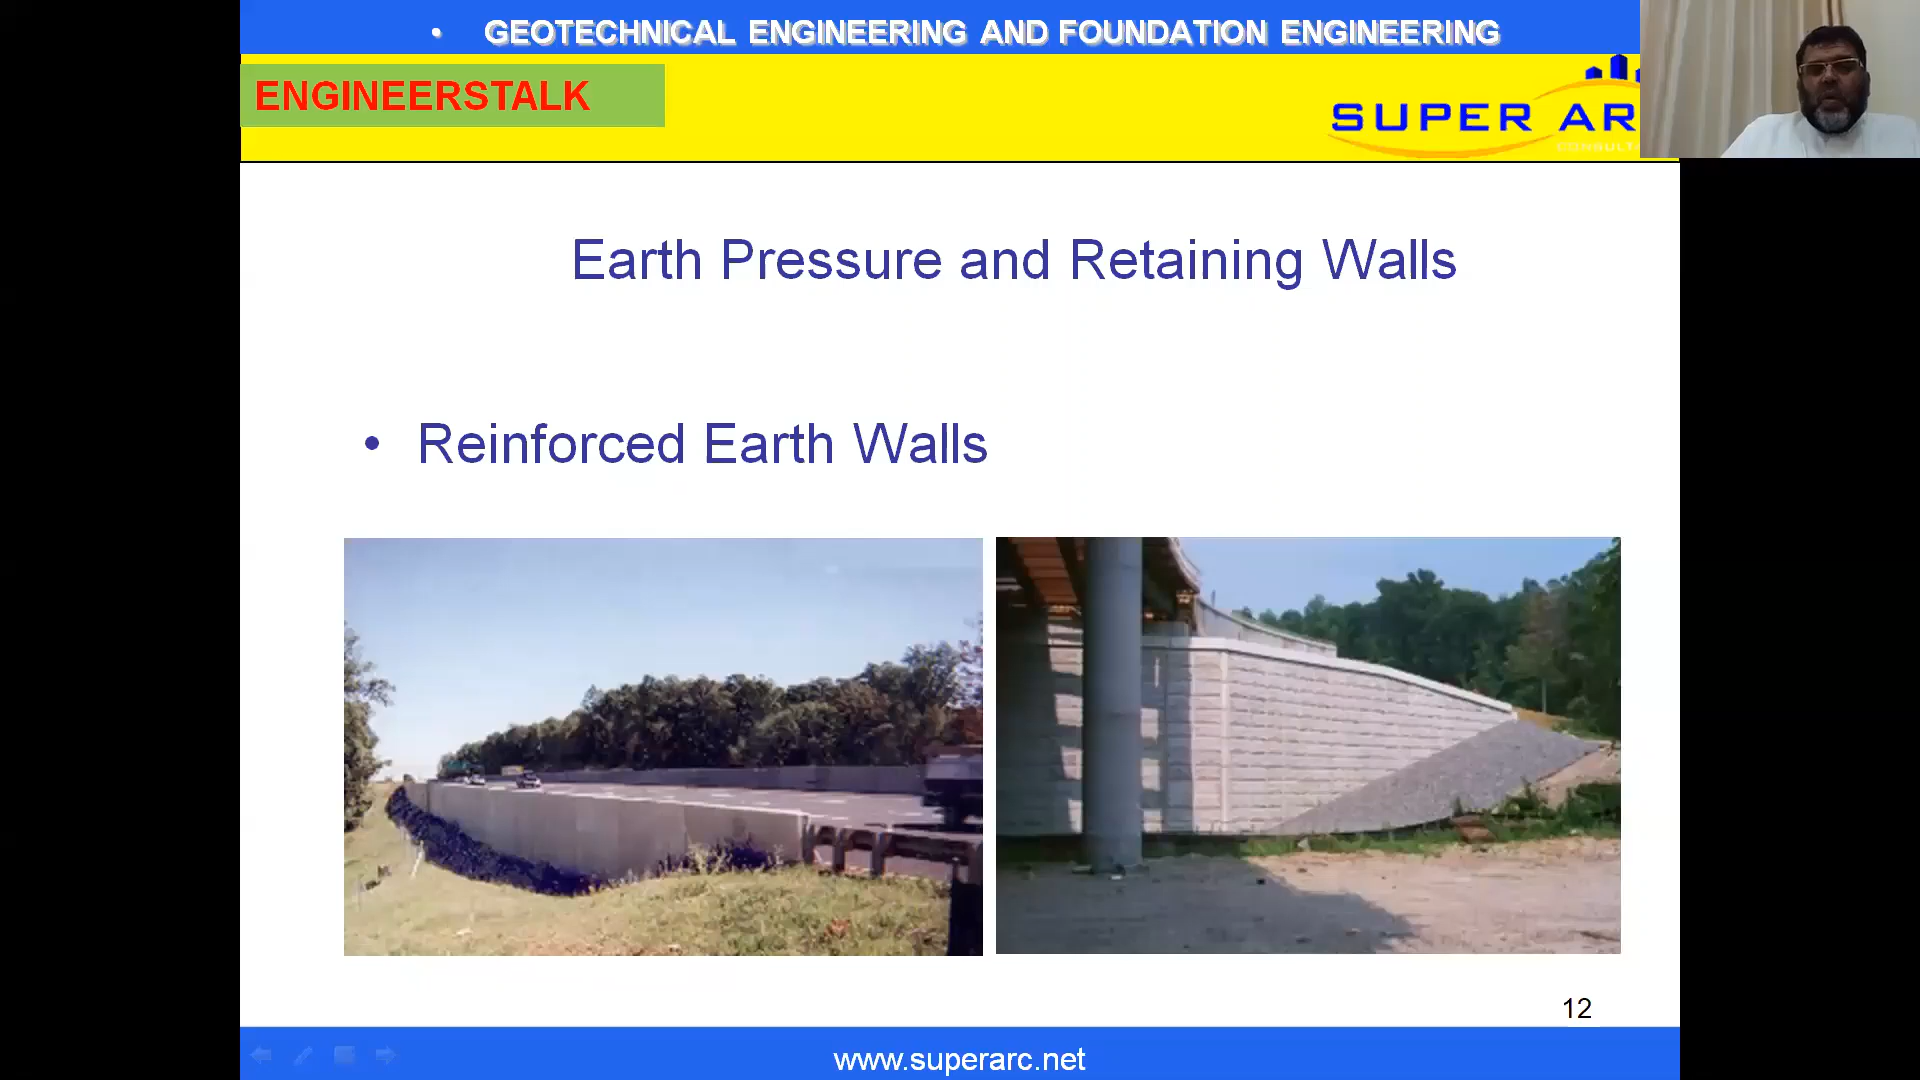 • GEOTECHNICAL ENGINEERING AND FOUNDATION ENGINEERING
ENGINEERSTALK
SUPER AR
CONSULT
Earth Pressure and Retaining Walls
• Reinforced Earth Walls
12
www.superarc.net